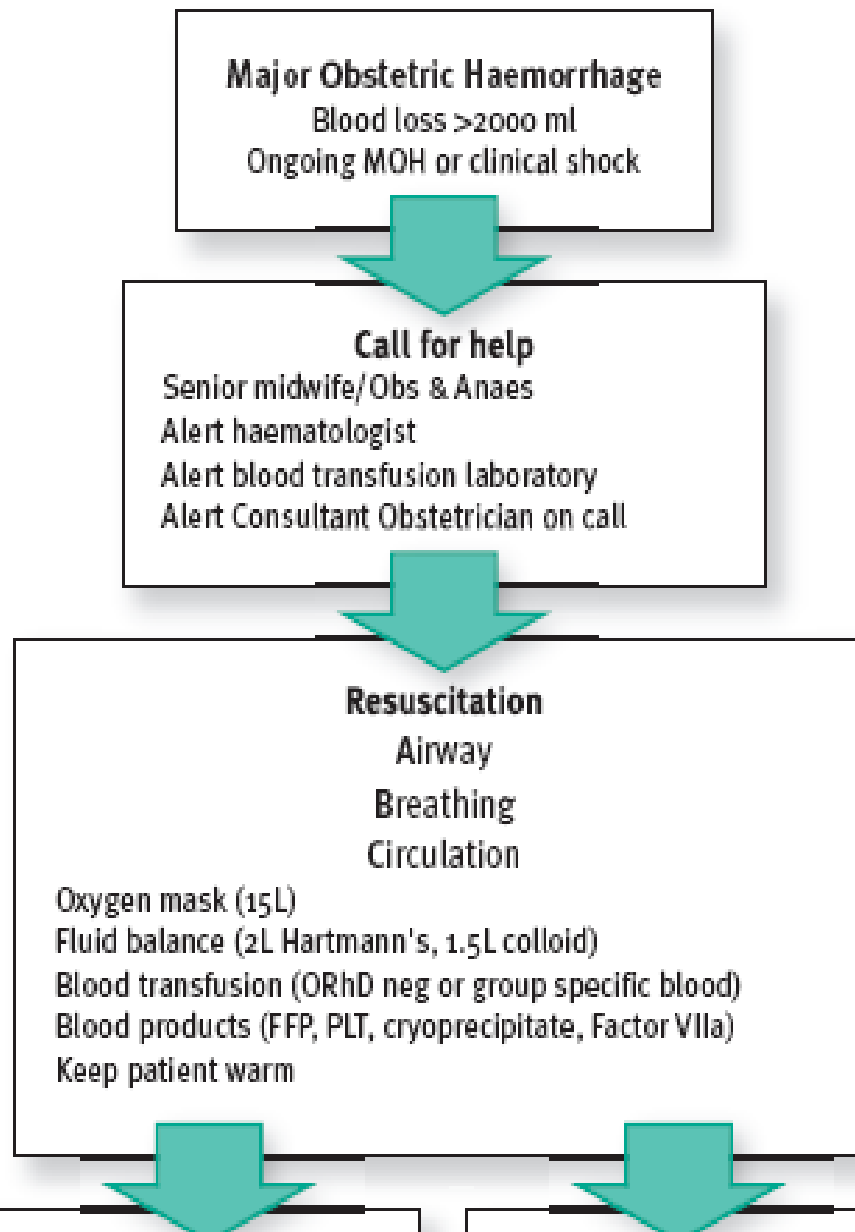 Major Obstetric Haemorrhage
Blood loss >2000 ml
Ongoing MOH or clinical shock
Call for help
Senior midwife/Obs & Anaes
Alert haematologist
Alert blood transfusion laboratory
Alert Consultant Obstetrician on call
Resuscitation
Airway
Breathing
Circulation
Oxygen mask (15L)
Fluid balance (2L Hartmann's, 1.5L colloid)
Blood transfusion (ORhD neg or group specific blood)
Blood products (FFP, PLT, cryoprecipitate, Factor VIIa)
Keep patient warm